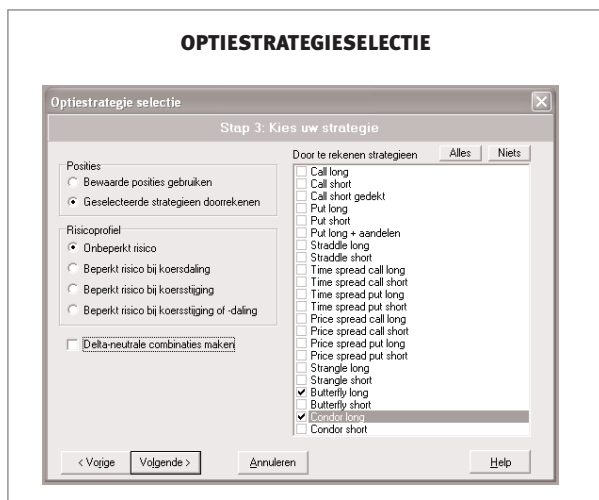 OPTIESTRATEGIESELECTIE
Optiestrategie selectie
Stap 3: Kies uw strategie
Posities
Bewaarde posities gebruiken
Geselecteerde strategieen doorrekenen
Risicoprofiel
Onbeperkt risico
Beperkt risico bij koersdaling
Beperkt risico bij koersstijging
Beperkt risico bij koersstijging of -daling
Delta-neutrale combinaties maken
Door te rekenen strategieen
Alles
Niets
Call long
Call short
Call short gedekt
Put long
Put short
Put long + aandelen
Straddle long
Straddle short
Time spread call long
Time spread call short
Time spread put long
Time spread put short
Price spread call long
Price spread call short
Price spread put long
Price spread put short
Strangle long
Strangle short
Butterfly long
Butterfly short
Condor long
Condor short
< Vorige
Volgende >
Annuleren
Help